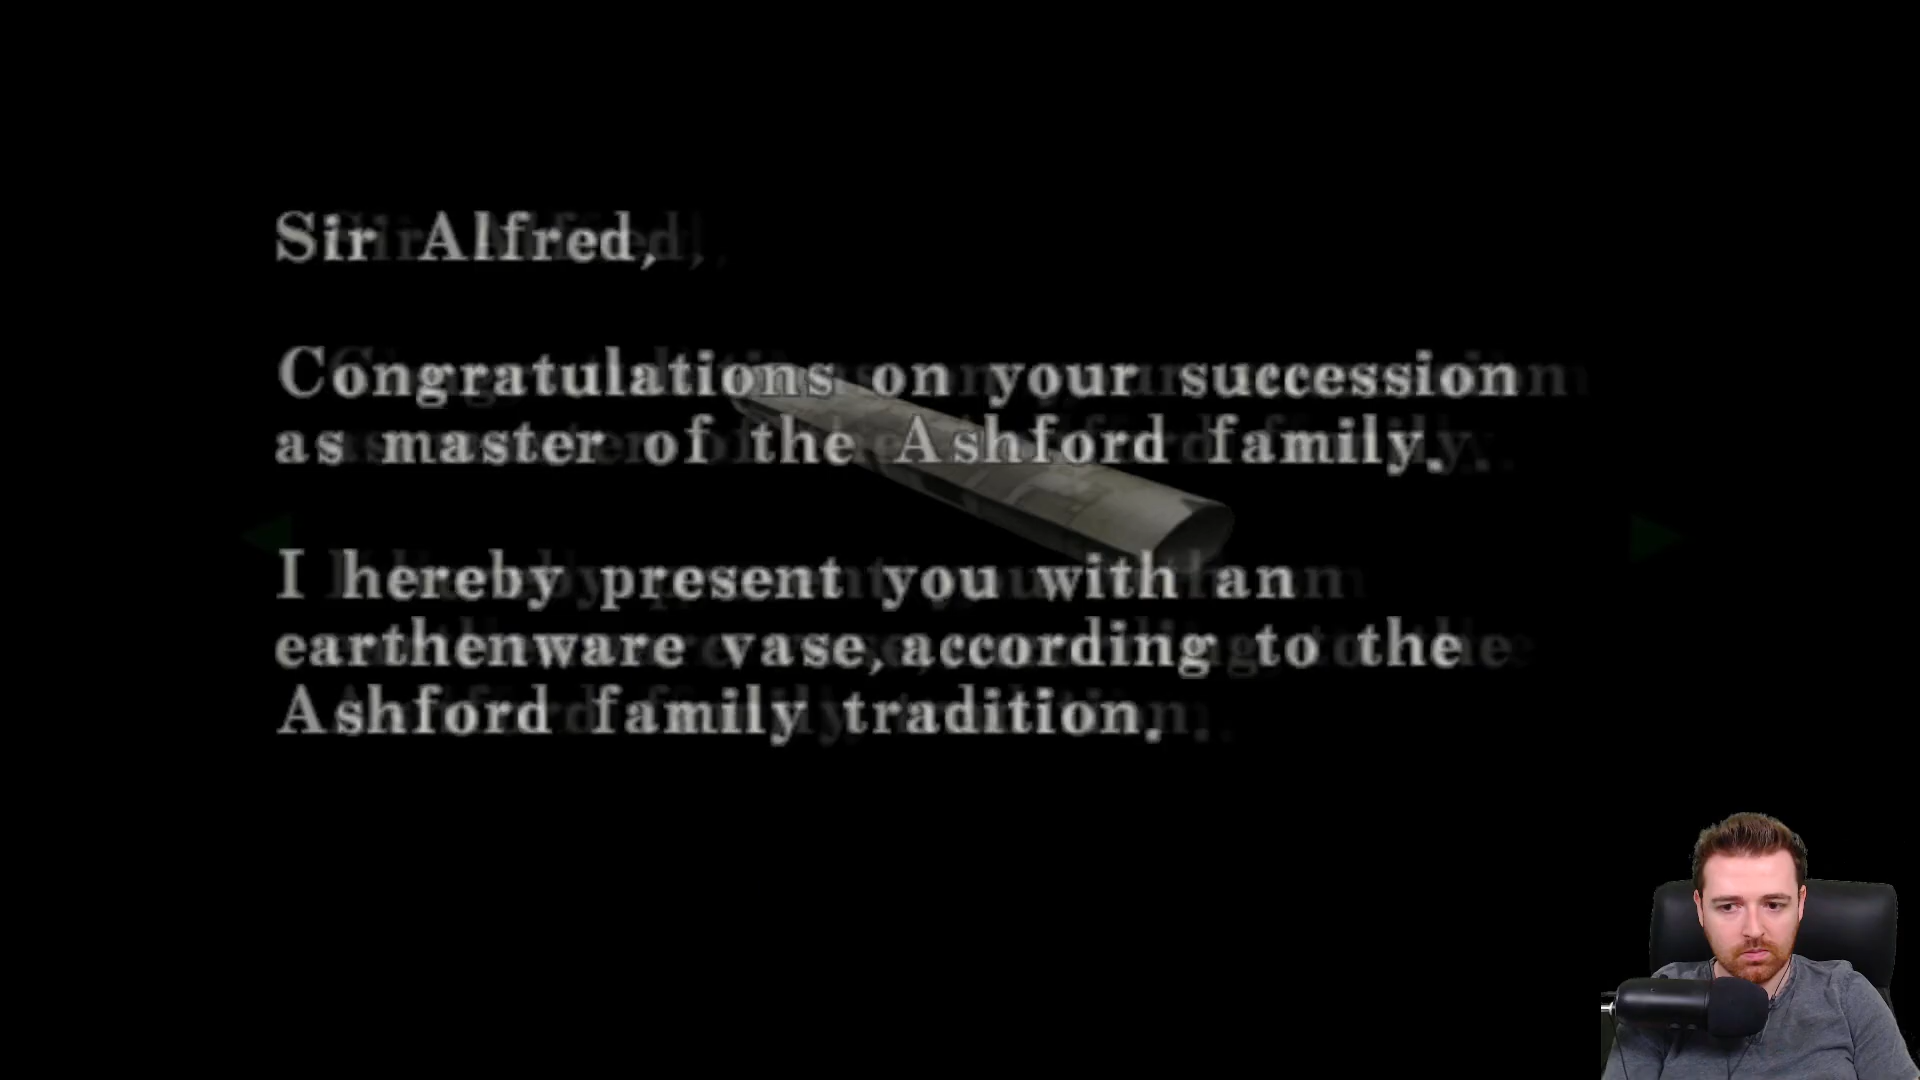 Sir Alfred,
Congratulations on your succession
as master of the Ashford family.
I hereby present you with an
earthenware vase,according to the
Ashford family tradition.